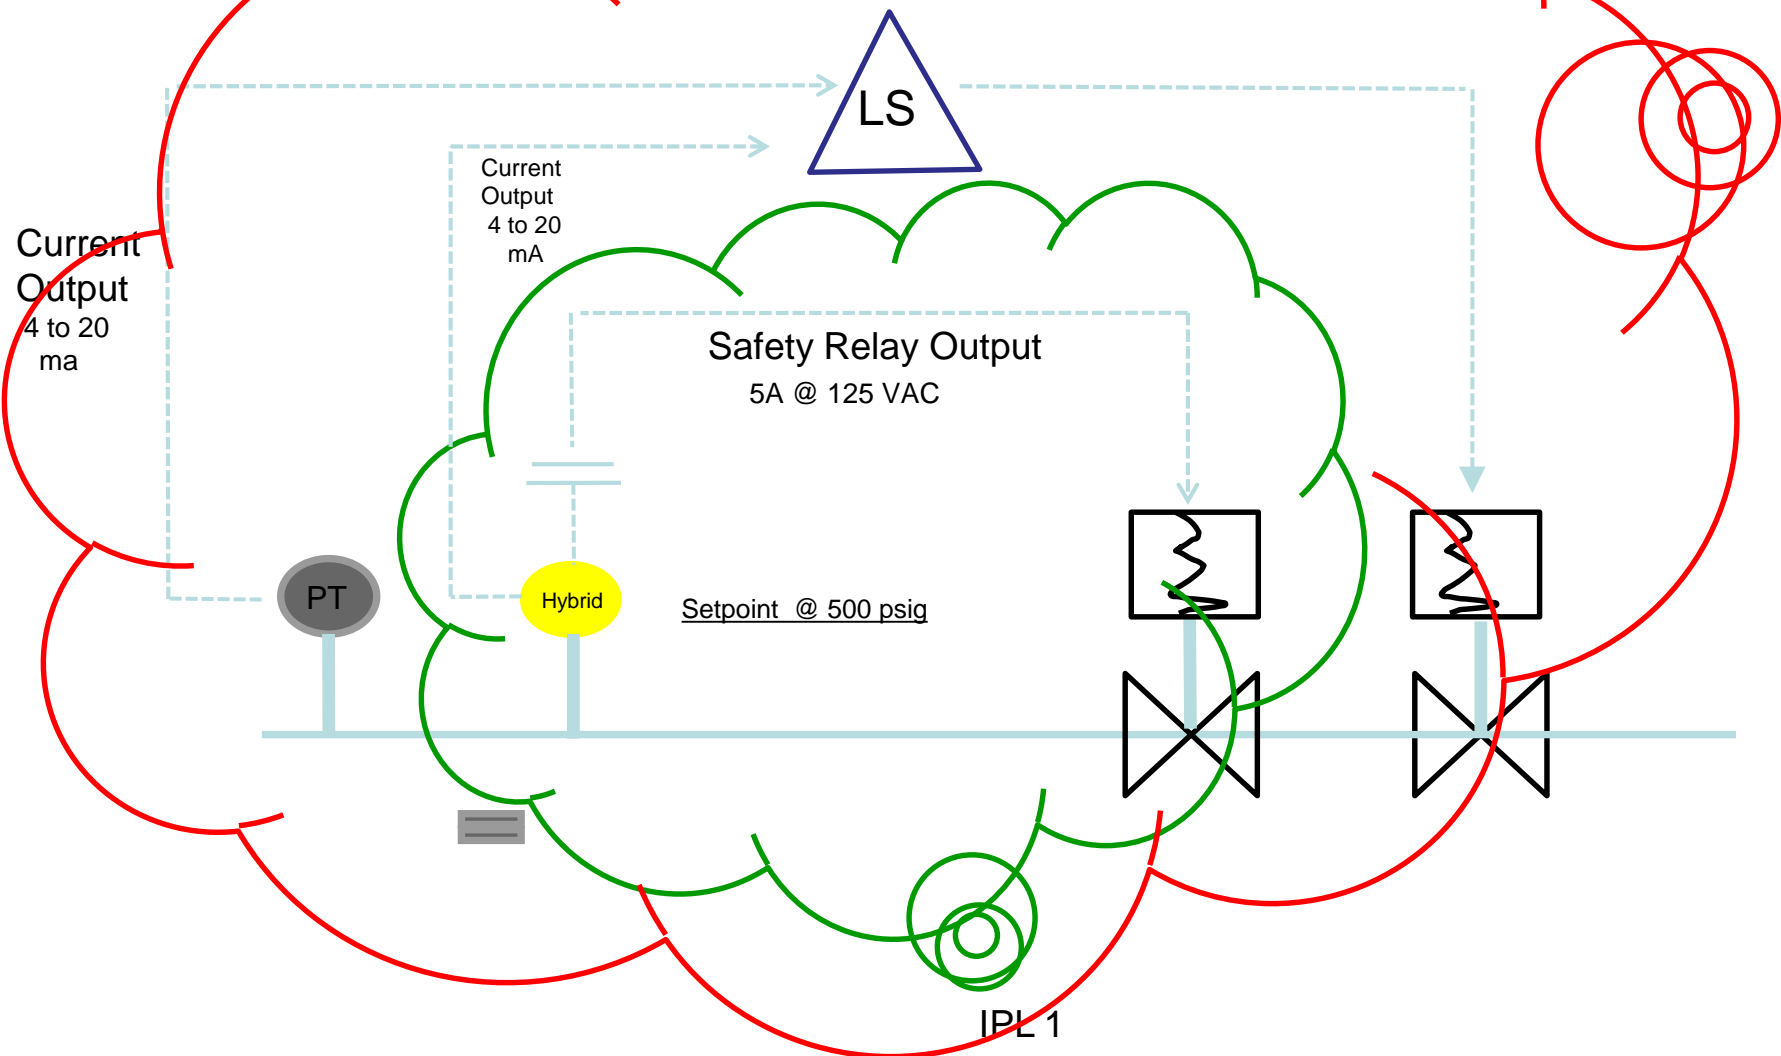 LS
Current
Output
4 to 20
mA
Current
Output
4 to 20
ma
Safety Relay Output
5A @ 125 VAC
PT
Hybrid
Setpoint @ 500 psig
IPL 1